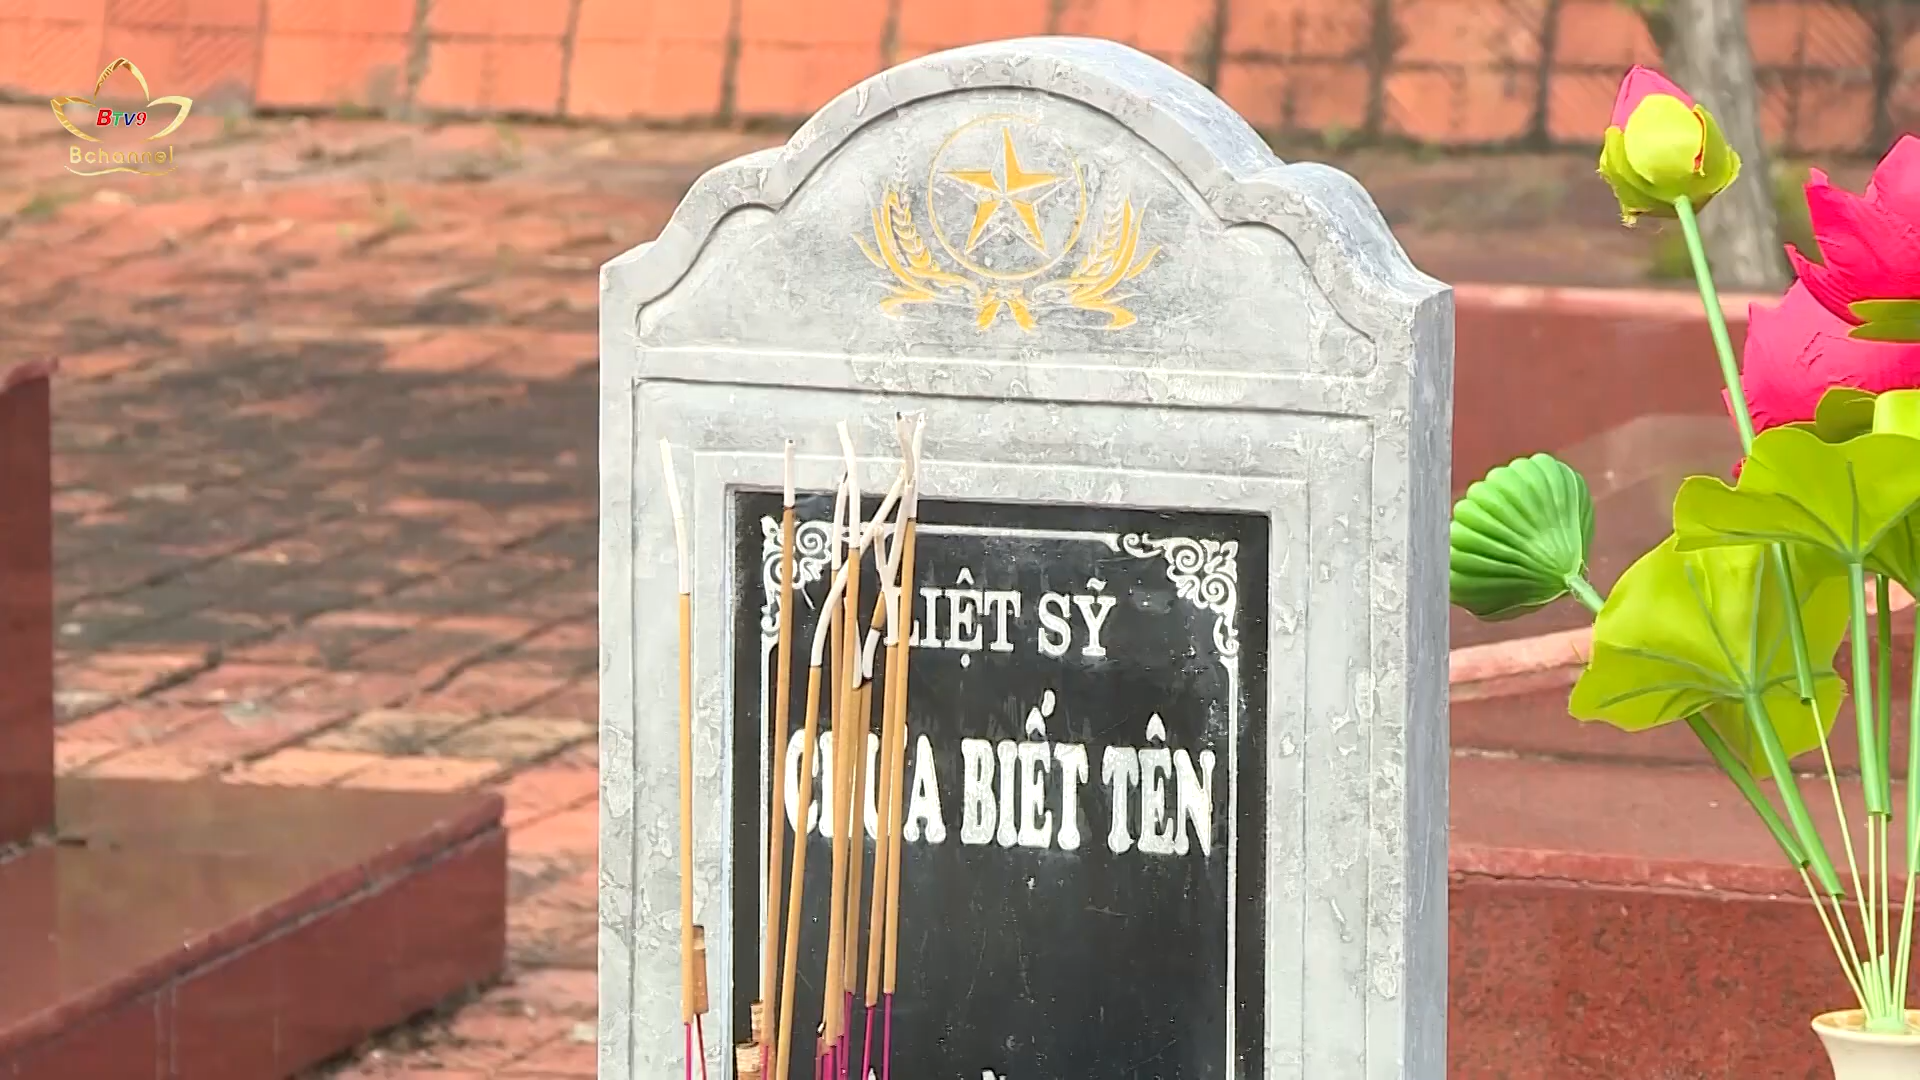 BTV9
Bchannel
LIỆT SỸ
CHƯA BIẾT TÊN